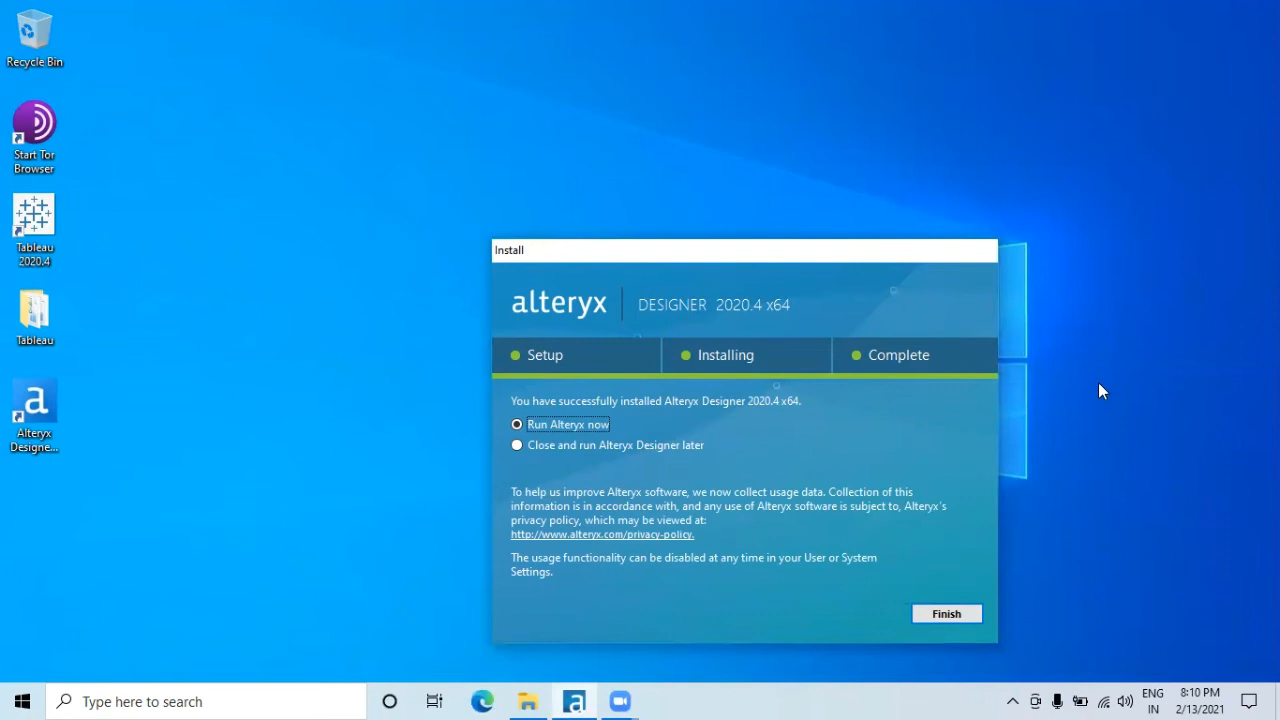 Recycle Bin
Start Tor
Browser
Tableau
2020.4
Tableau
Alteryx
Designe...
Install
alteryx DESIGNER 2020.4 x64
Setup Installing Complete
You have successfully installed Alteryx Designer 2020.4 x64.
Run Alteryx now
Close and run Alteryx Designer later
To help us improve Alteryx software, we now collect usage data. Collection of this
information is in accordance with, and any use of Alteryx software is subject to, Alteryx's
privacy policy, which may be viewed at:
http://www.alteryx.com/privacy-policy.
The usage functionality can be disabled at any time in your User or System
Settings.
Finish
Type here to search
a
ENG
IN
8:10 PM
2/13/2021